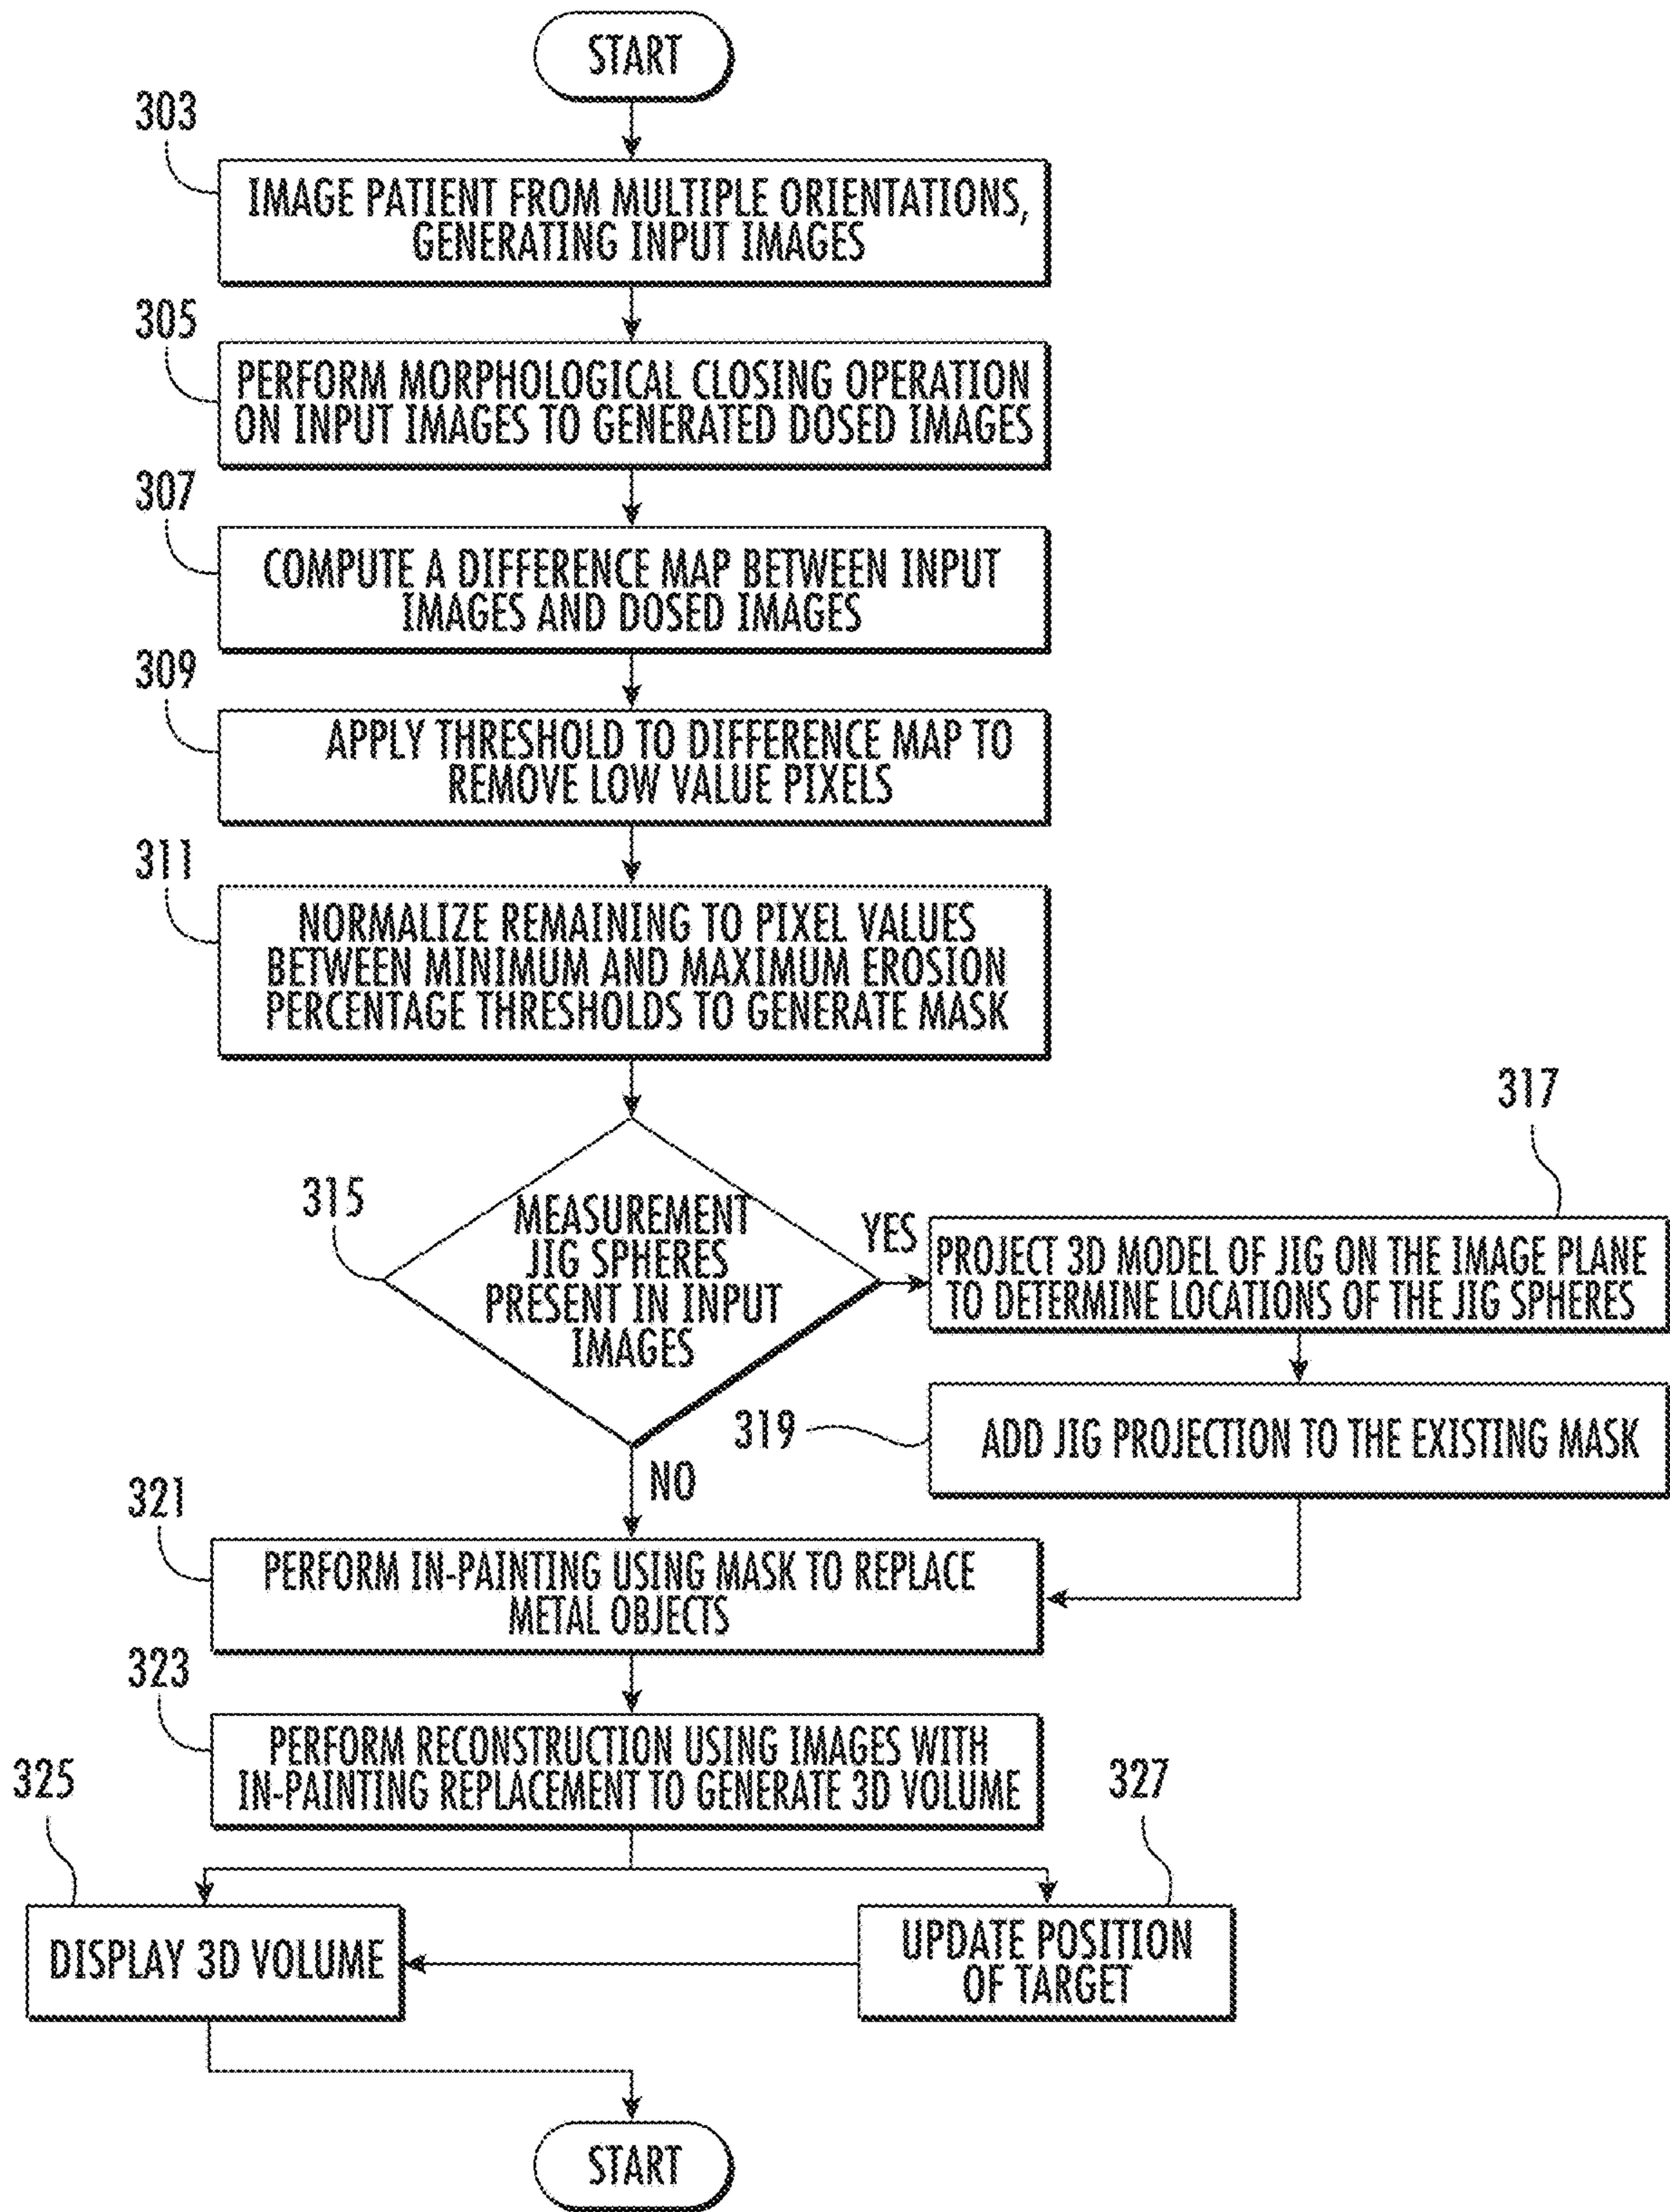 START
303
IMAGE PATIENT FROM MULTIPLE ORIENTATIONS,
GENERATING INPUT IMAGES
305
PERFORM MORPHOLOGICAL CLOSING OPERATION
ON INPUT IMAGES TO GENERATED DOSED IMAGES
307
COMPUTE A DIFFERENCE MAP BETWEEN INPUT
IMAGES AND DOSED IMAGES
309
APPLY THRESHOLD TO DIFFERENCE MAP TO
REMOVE LOW VALUE PIXELS
311
NORMALIZE REMAINING TO PIXEL VALUES
BETWEEN MINIMUM AND MAXIMUM EROSION
PERCENTAGE THRESHOLDS TO GENERATE MASK
315
MEASUREMENT
JIG SPHERES
PRESENT IN INPUT
IMAGES
YES
317
PROJECT 3D MODEL OF JIG ON THE IMAGE PLANE
TO DETERMINE LOCATIONS OF THE JIG SPHERES
319
ADD JIG PROJECTION TO THE EXISTING MASK
NO
321
PERFORM IN-PAINTING USING MASK TO REPLACE
METAL OBJECTS
323
PERFORM RECONSTRUCTION USING IMAGES WITH
IN-PAINTING REPLACEMENT TO GENERATE 3D VOLUME
325
DISPLAY 3D VOLUME
327
UPDATE POSITION
OF TARGET
START